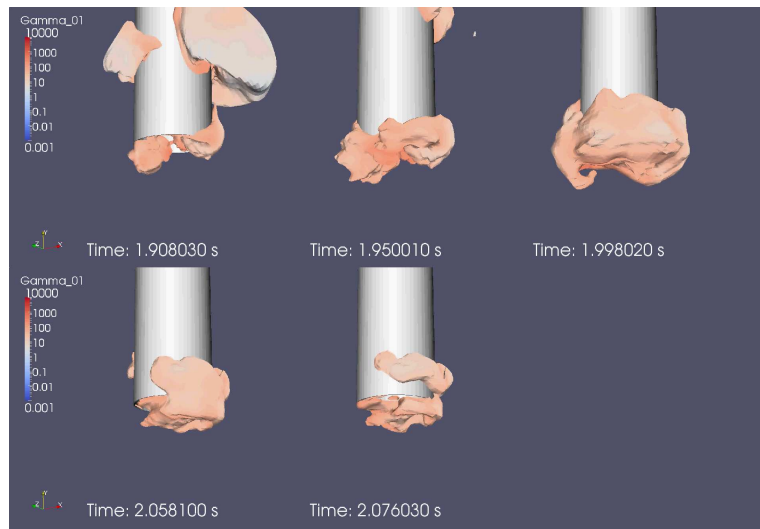 Gamma_01
10000
1000
100
10
1
0.1
0.01
0.001
Y
Z X
Time: 1.908030 s
Time: 1.950010 s
Time: 1.998020 s
Gamma_01
10000
1000
100
10
1
0.1
0.01
0.001
Y
Z X
Time: 2.058100 s
Time: 2.076030 s